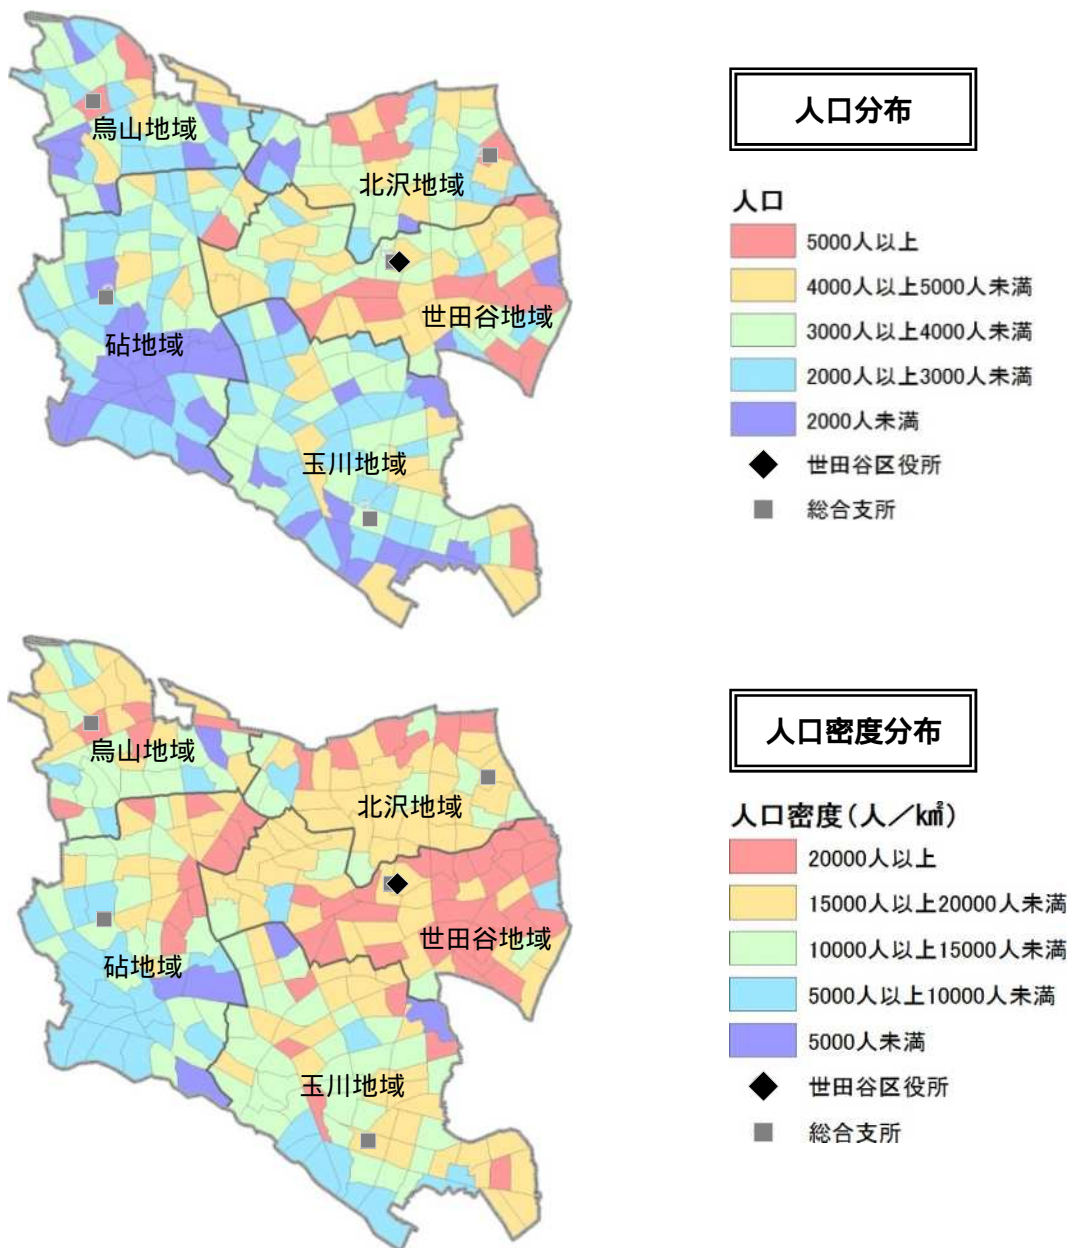 人口分布
人口
5000人以上
4000人以上5000人未満
3000人以上4000人未満
2000人以上3000人未満
2000人未満
世田谷区役所
総合支所
烏山地域
北沢地域
世田谷地域
砧地域
玉川地域
人口密度分布
人口密度(人／k㎡)
20000人以上
15000人以上20000人未満
10000人以上15000人未満
5000人以上10000人未満
5000人未満
世田谷区役所
総合支所
烏山地域
北沢地域
世田谷地域
砧地域
玉川地域